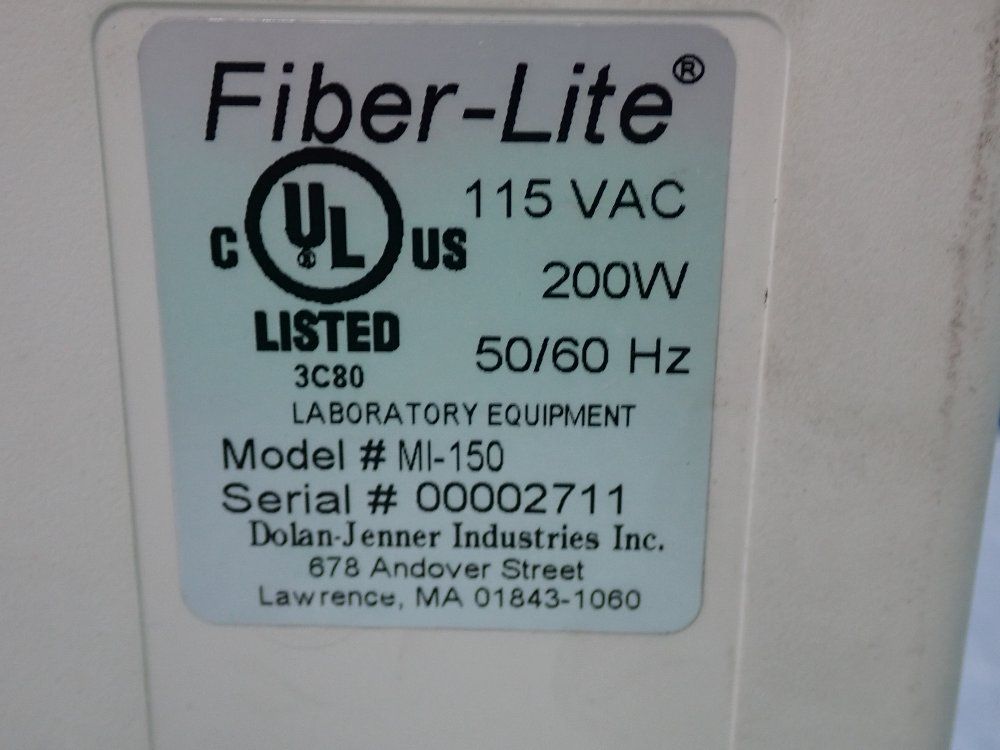 Fiber-Lite®
C UL® US
115 VAC
200W
50/60 Hz
LISTED
3C80
LABORATORY EQUIPMENT
Model # MI-150
Serial # 00002711
Dolan-Jenner Industries Inc.
678 Andover Street
Lawrence, MA 01843-1060